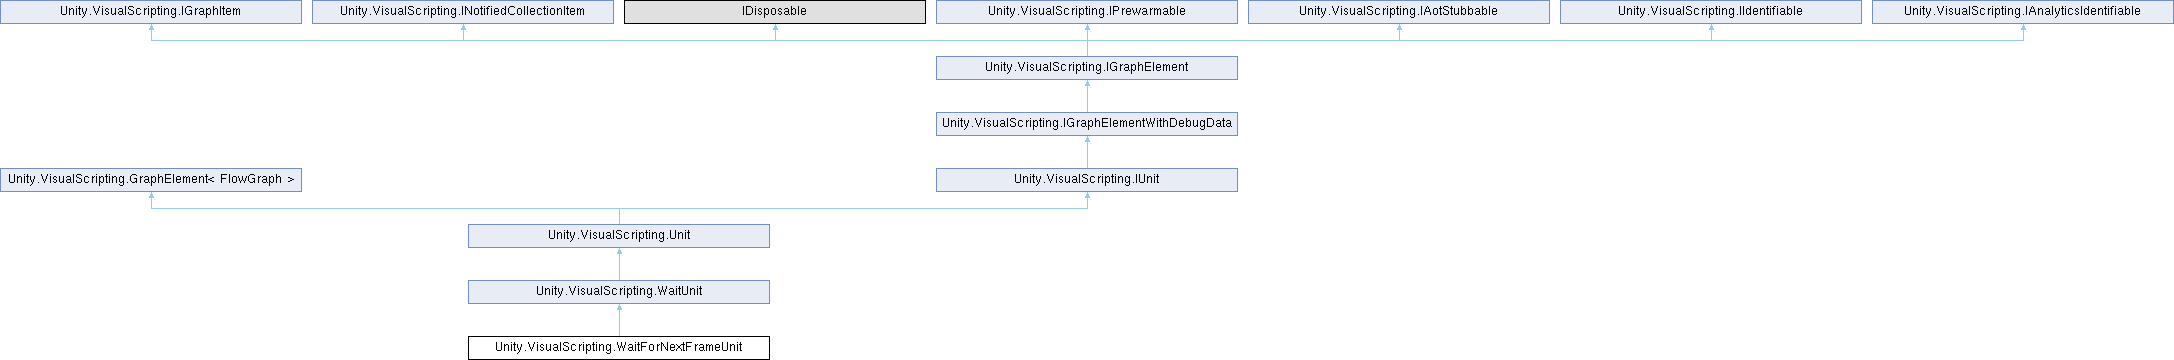 Unity.VisualScripting.IGraphItem
Unity.VisualScripting.INotifiedCollectionItem
IDisposable
Unity.VisualScripting.IPrewarmable
Unity.VisualScripting.IAotStubbable
Unity.VisualScripting.IIdentifiable
Unity.VisualScripting.IAnalyticsIdentifiable
Unity.VisualScripting.IGraphElement
Unity.VisualScripting.IGraphElementWithDebugData
Unity.VisualScripting.GraphElement< FlowGraph >
Unity.VisualScripting.IUnit
Unity.VisualScripting.Unit
Unity.VisualScripting.WaitUnit
Unity.VisualScripting.WaitForNextFrameUnit